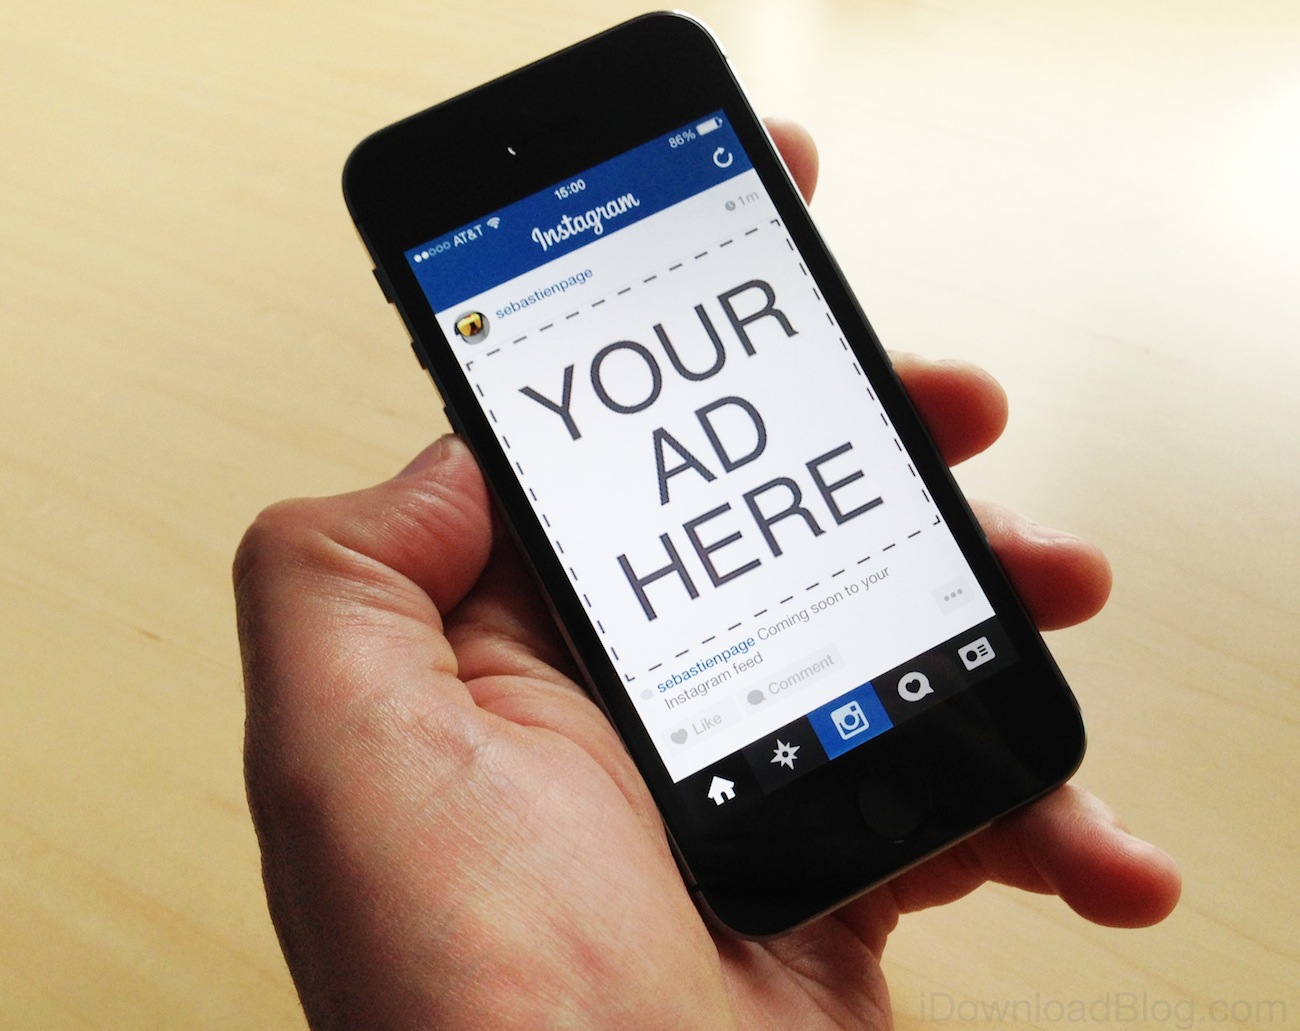 AT&T 15:00 86%
Instagram
sebastienpage 1m
YOUR
AD
HERE
sebastienpage Coming soon to your
Instagram feed
Like Comment
iDownloadBlog.com